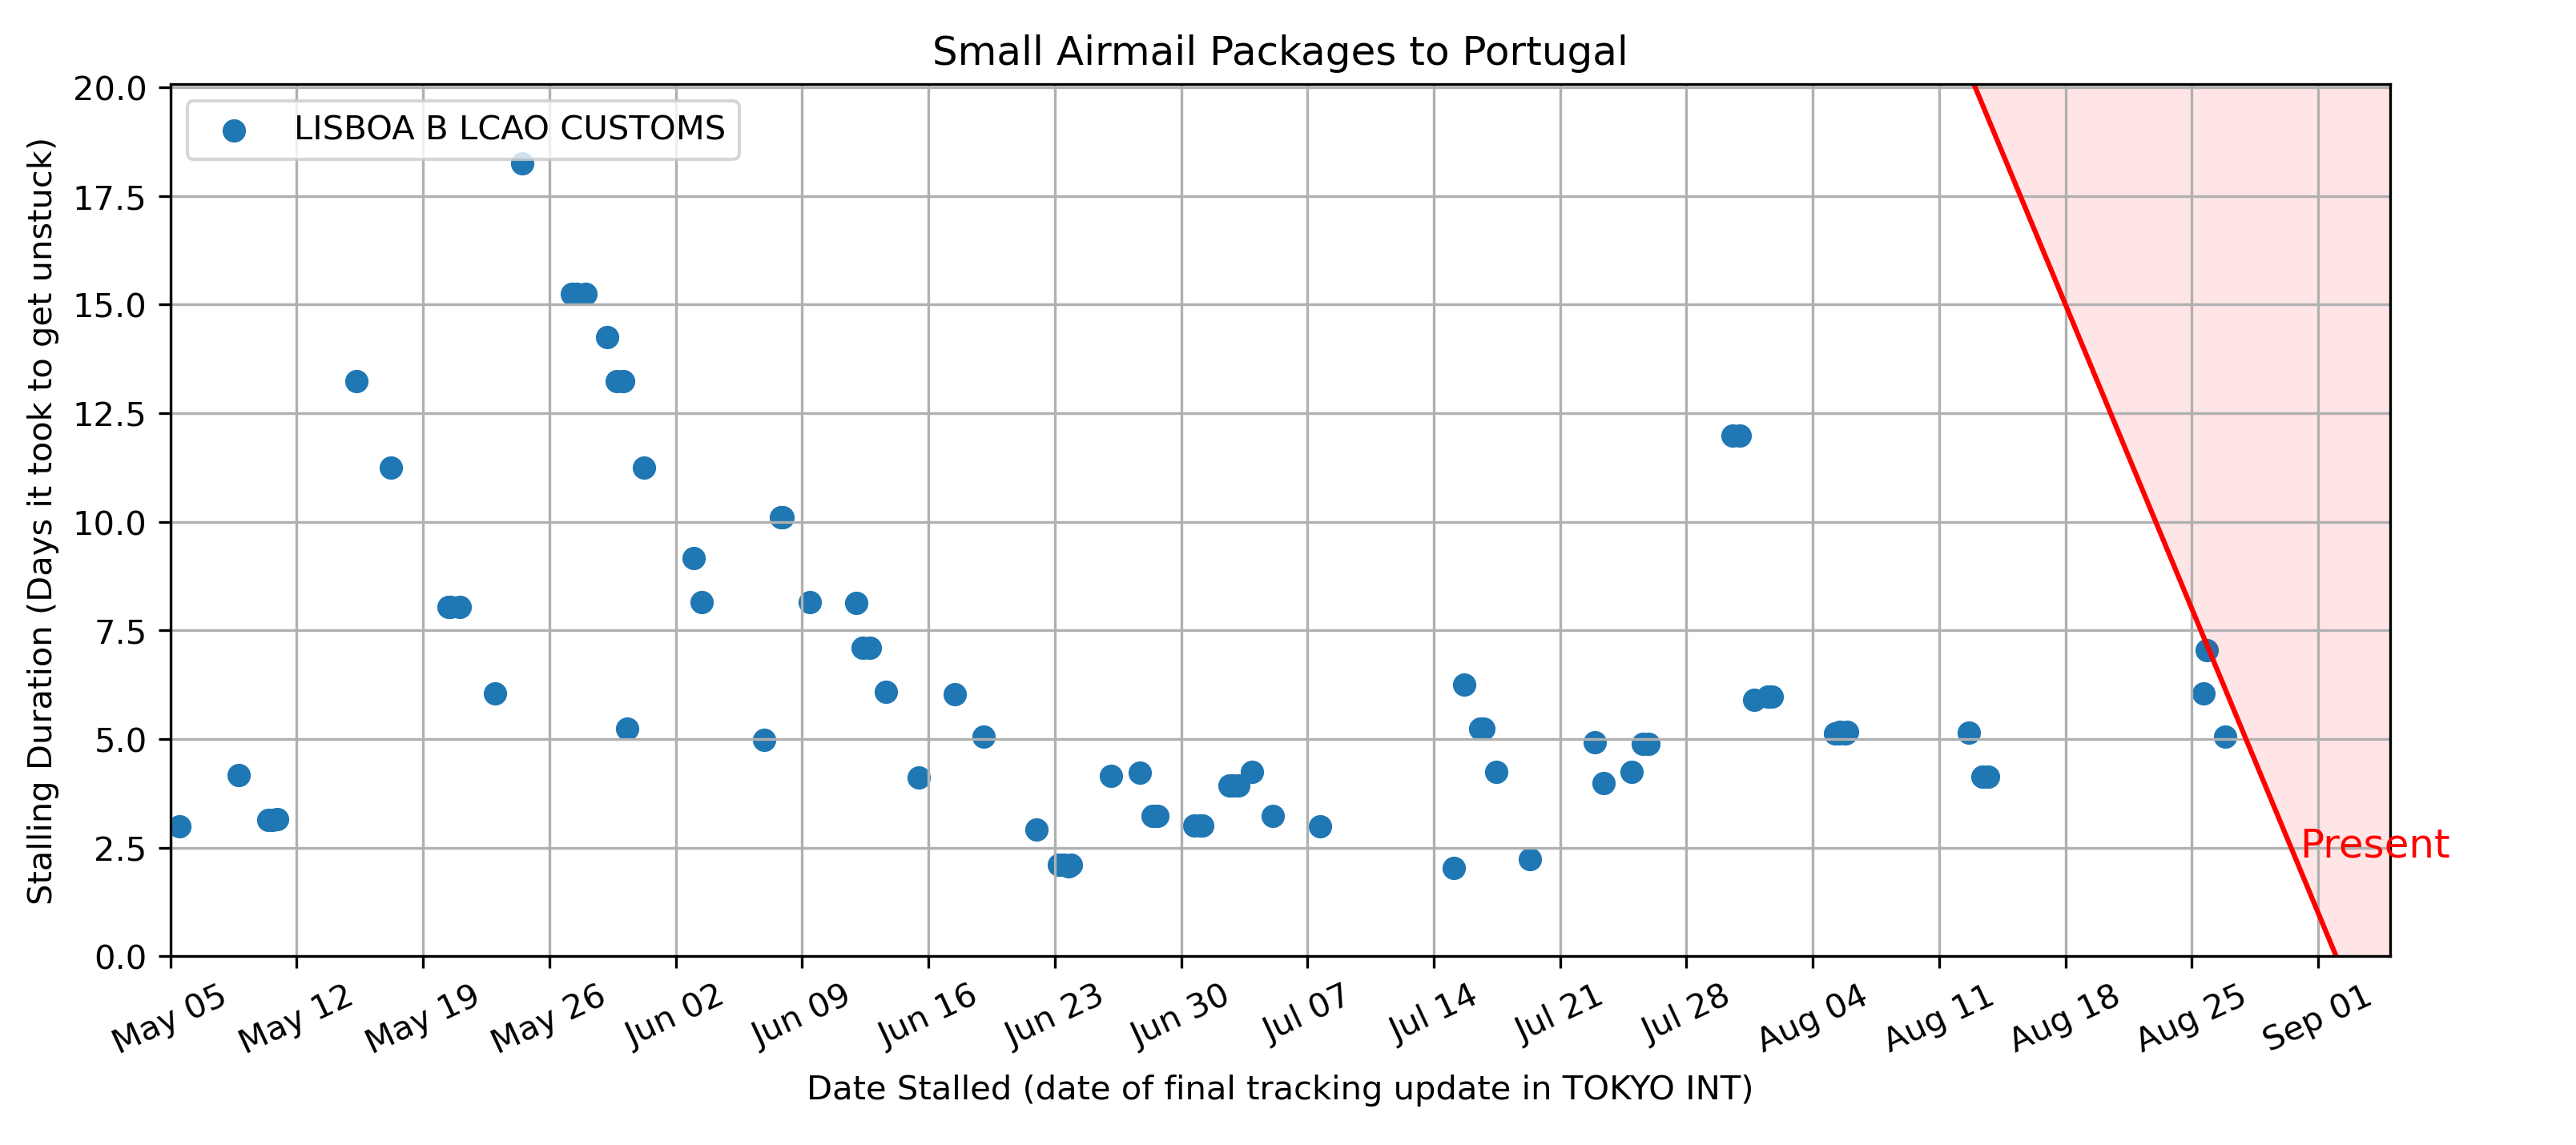 Small Airmail Packages to Portugal
LISBOA B LCAO CUSTOMS
Stalling Duration (Days it took to get unstuck)
20.0
17.5
15.0
12.5
10.0
7.5
5.0
2.5
0.0
Present
May 05
May 12
May 19
May 26
Jun 02
Jun 09
Jun 16
Jun 23
Jun 30
Jul 07
Jul 14
Jul 21
Jul 28
Aug 04
Aug 11
Aug 18
Aug 25
Sep 01
Date Stalled (date of final tracking update in TOKYO INT)